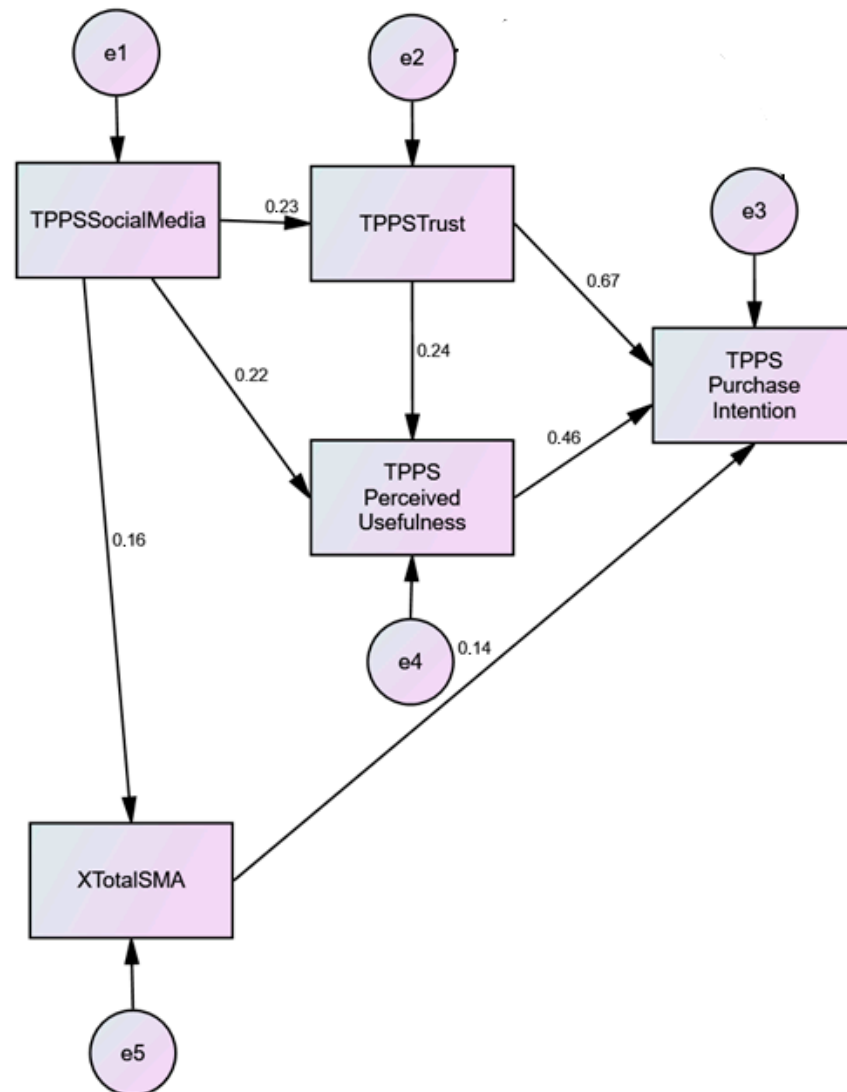 e1
e2
TPPSSocialMedia
0.23
TPPSTrust
e3
0.67
0.24
0.22
TPPS
Purchase
Intention
0.46
TPPS
Perceived
Usefulness
0.16
e4
0.14
XTotalSMA
e5